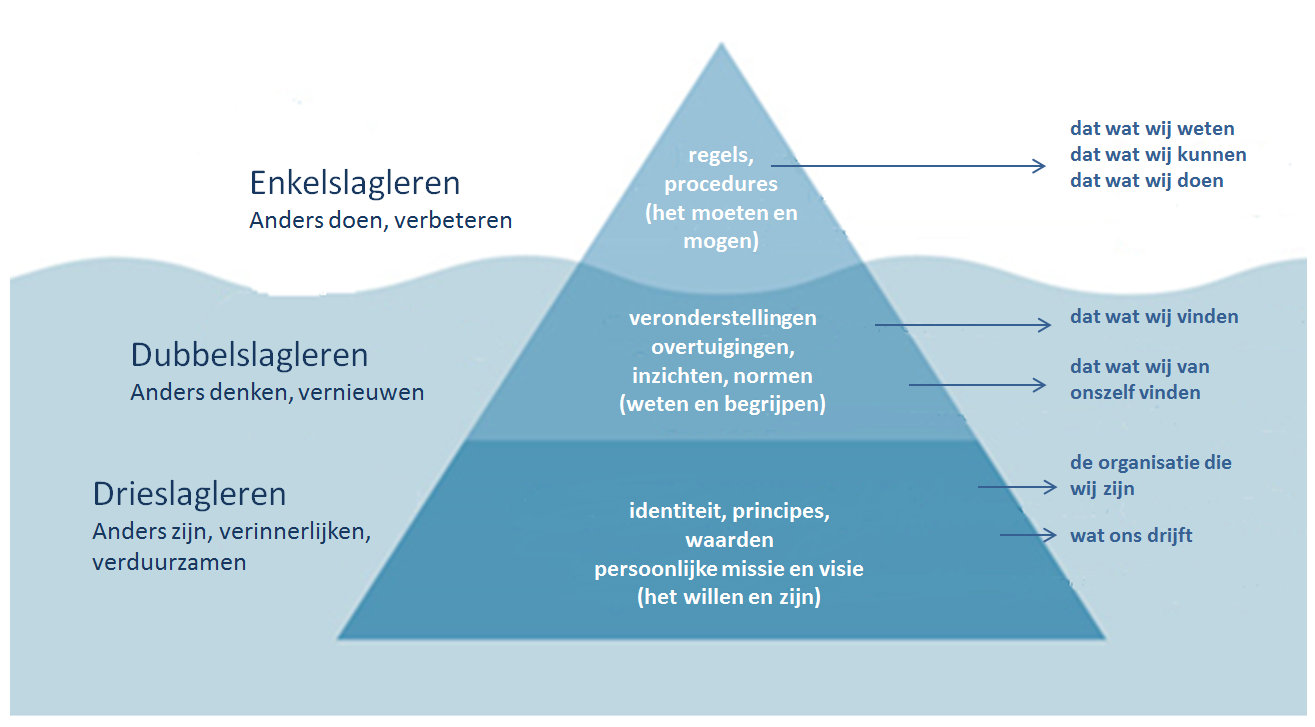 Enkelslagleren
Anders doen, verbeteren
regels,
procedures
(het moeten en
mogen)
dat wat wij weten
dat wat wij kunnen
dat wat wij doen
Dubbelslagleren
Anders denken, vernieuwen
veronderstellingen
overtuigingen,
inzichten, normen
(weten en begrijpen)
dat wat wij vinden
dat wat wij van
onszelf vinden
Drieslagleren
Anders zijn, verinnerlijken,
verduurzamen
identiteit, principes,
waarden
persoonlijke missie en visie
(het willen en zijn)
de organisatie die
wij zijn
wat ons drijft